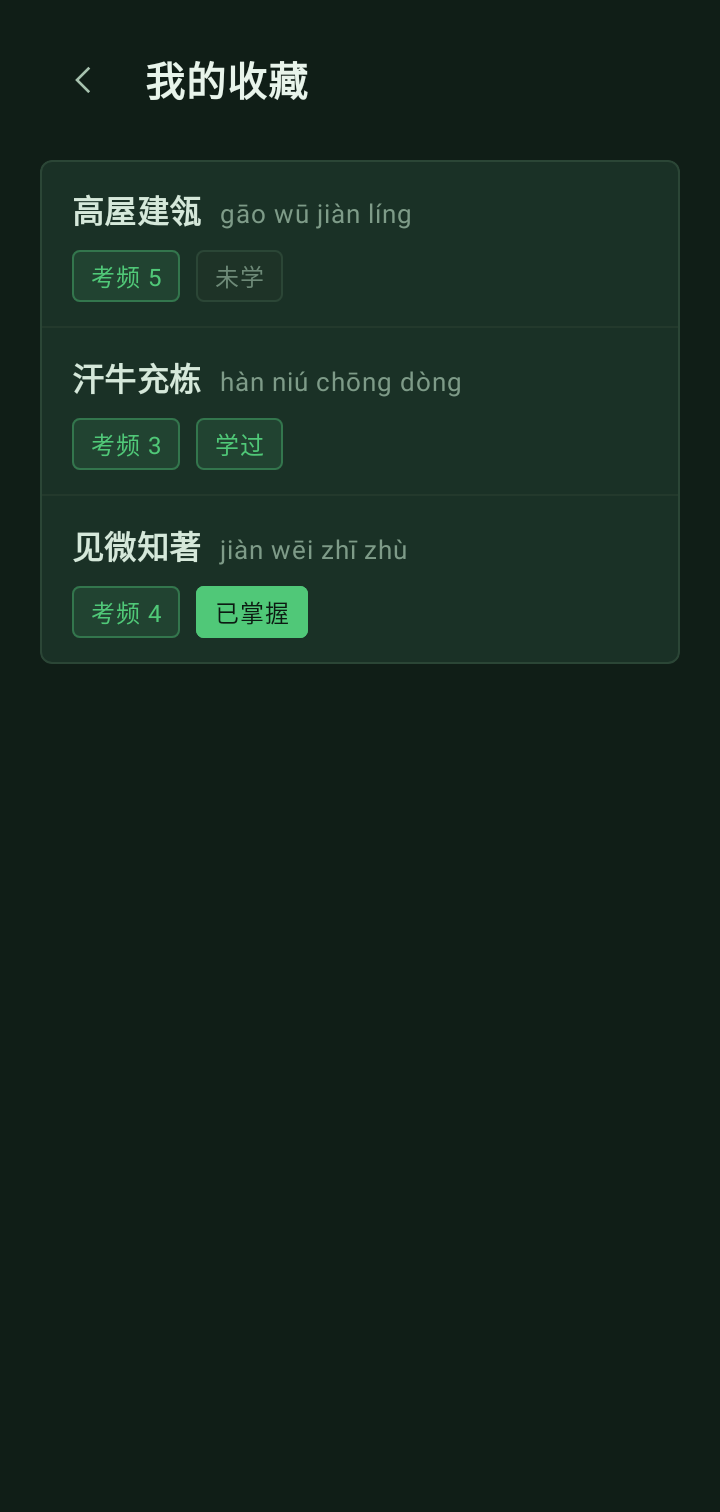 我的收藏
高屋建瓴 gāo wū jiàn líng
考频 5 未学
汗牛充栋 hàn niú chōng dòng
考频 3 学过
见微知著 jiàn wēi zhī zhù
考频 4 已掌握